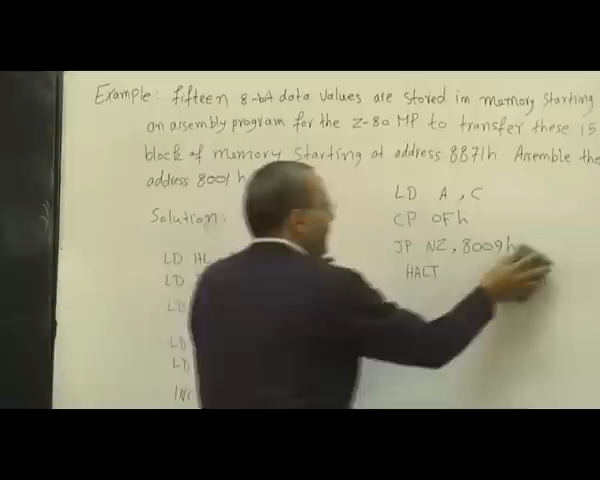 Example: Fifteen 8-bit data values are stored in memory starting
an assembly program for the Z-80 MP to transfer these 15
block of memory starting at address 8871h. Assemble the
address 8001h
Solution:
LD A, C
CP 0Fh
JP NZ, 8009h
HALT
LD HL
LD
LD
LD
LD
INC